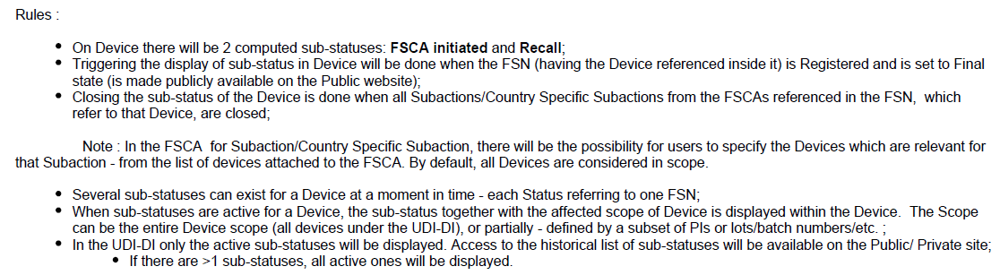 Rules :
• On Device there will be 2 computed sub-statuses: FSCA initiated and Recall;
• Triggering the display of sub-status in Device will be done when the FSN (having the Device referenced inside it) is Registered and is set to Final
state (is made publicly available on the Public website);
• Closing the sub-status of the Device is done when all Subactions/Country Specific Subactions from the FSCAs referenced in the FSN,  which
refer to that Device, are closed;
Note : In the FSCA  for Subaction/Country Specific Subaction, there will be the possibility for users to specify the Devices which are relevant for
that Subaction - from the list of devices attached to the FSCA. By default, all Devices are considered in scope.
• Several sub-statuses can exist for a Device at a moment in time - each Status referring to one FSN;
• When sub-statuses are active for a Device, the sub-status together with the affected scope of Device is displayed within the Device.  The Scope
can be the entire Device scope (all devices under the UDI-DI), or partially - defined by a subset of PIs or lots/batch numbers/etc. ;
• In the UDI-DI only the active sub-statuses will be displayed. Access to the historical list of sub-statuses will be available on the Public/ Private site;
• If there are >1 sub-statuses, all active ones will be displayed.